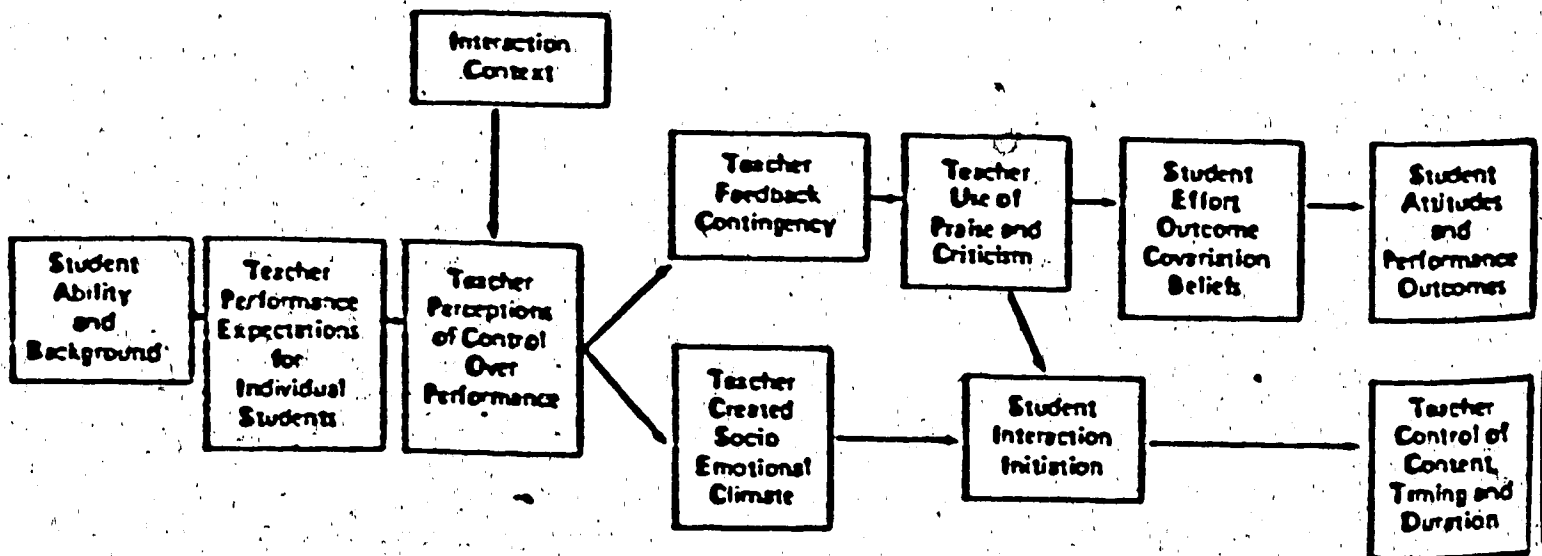 Interaction
Context
Student
Ability
and
Background
Teacher
Performance
Expectations
for
Individual
Students
Teacher
Perceptions
of Control
Over
Performance
Teacher
Feedback
Contingency
Teacher
Use of
Praise and
Criticism
Student
Effort
Outcome
Covariation
Beliefs
Student
Attitudes
and
Performance
Outcomes
Teacher
Created
Socio
Emotional
Climate
Student
Interaction
Initiation
Teacher
Control of
Content,
Timing and
Duration